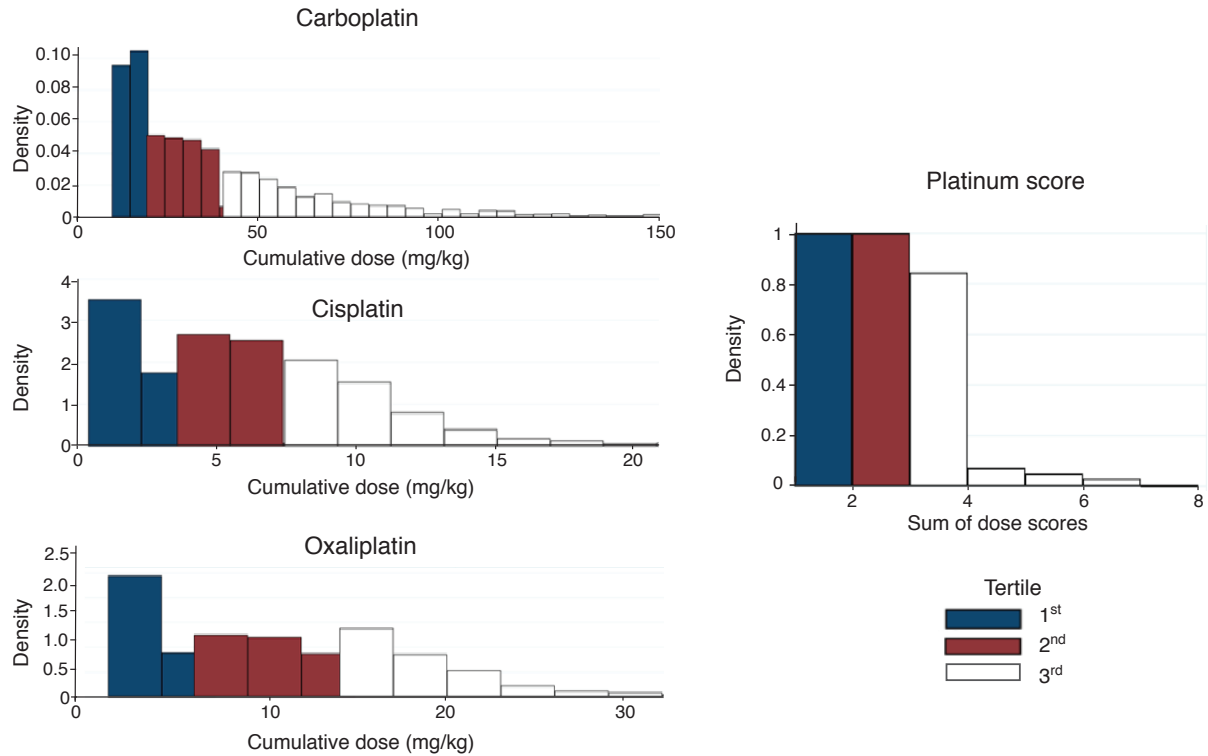 Carboplatin
Density
0.10
0.08
0.06
0.04
0.02
0
0 50 100 150
Cumulative dose (mg/kg)
Cisplatin
Density
4
3
2
1
0
0 5 10 15 20
Cumulative dose (mg/kg)
Oxaliplatin
Density
2.5
2.0
1.5
1.0
0.5
0
0 10 20 30
Cumulative dose (mg/kg)
Platinum score
Density
1
0.8
0.6
0.4
0.2
0
2 4 6 8
Sum of dose scores
Tertile
1st
2nd
3rd